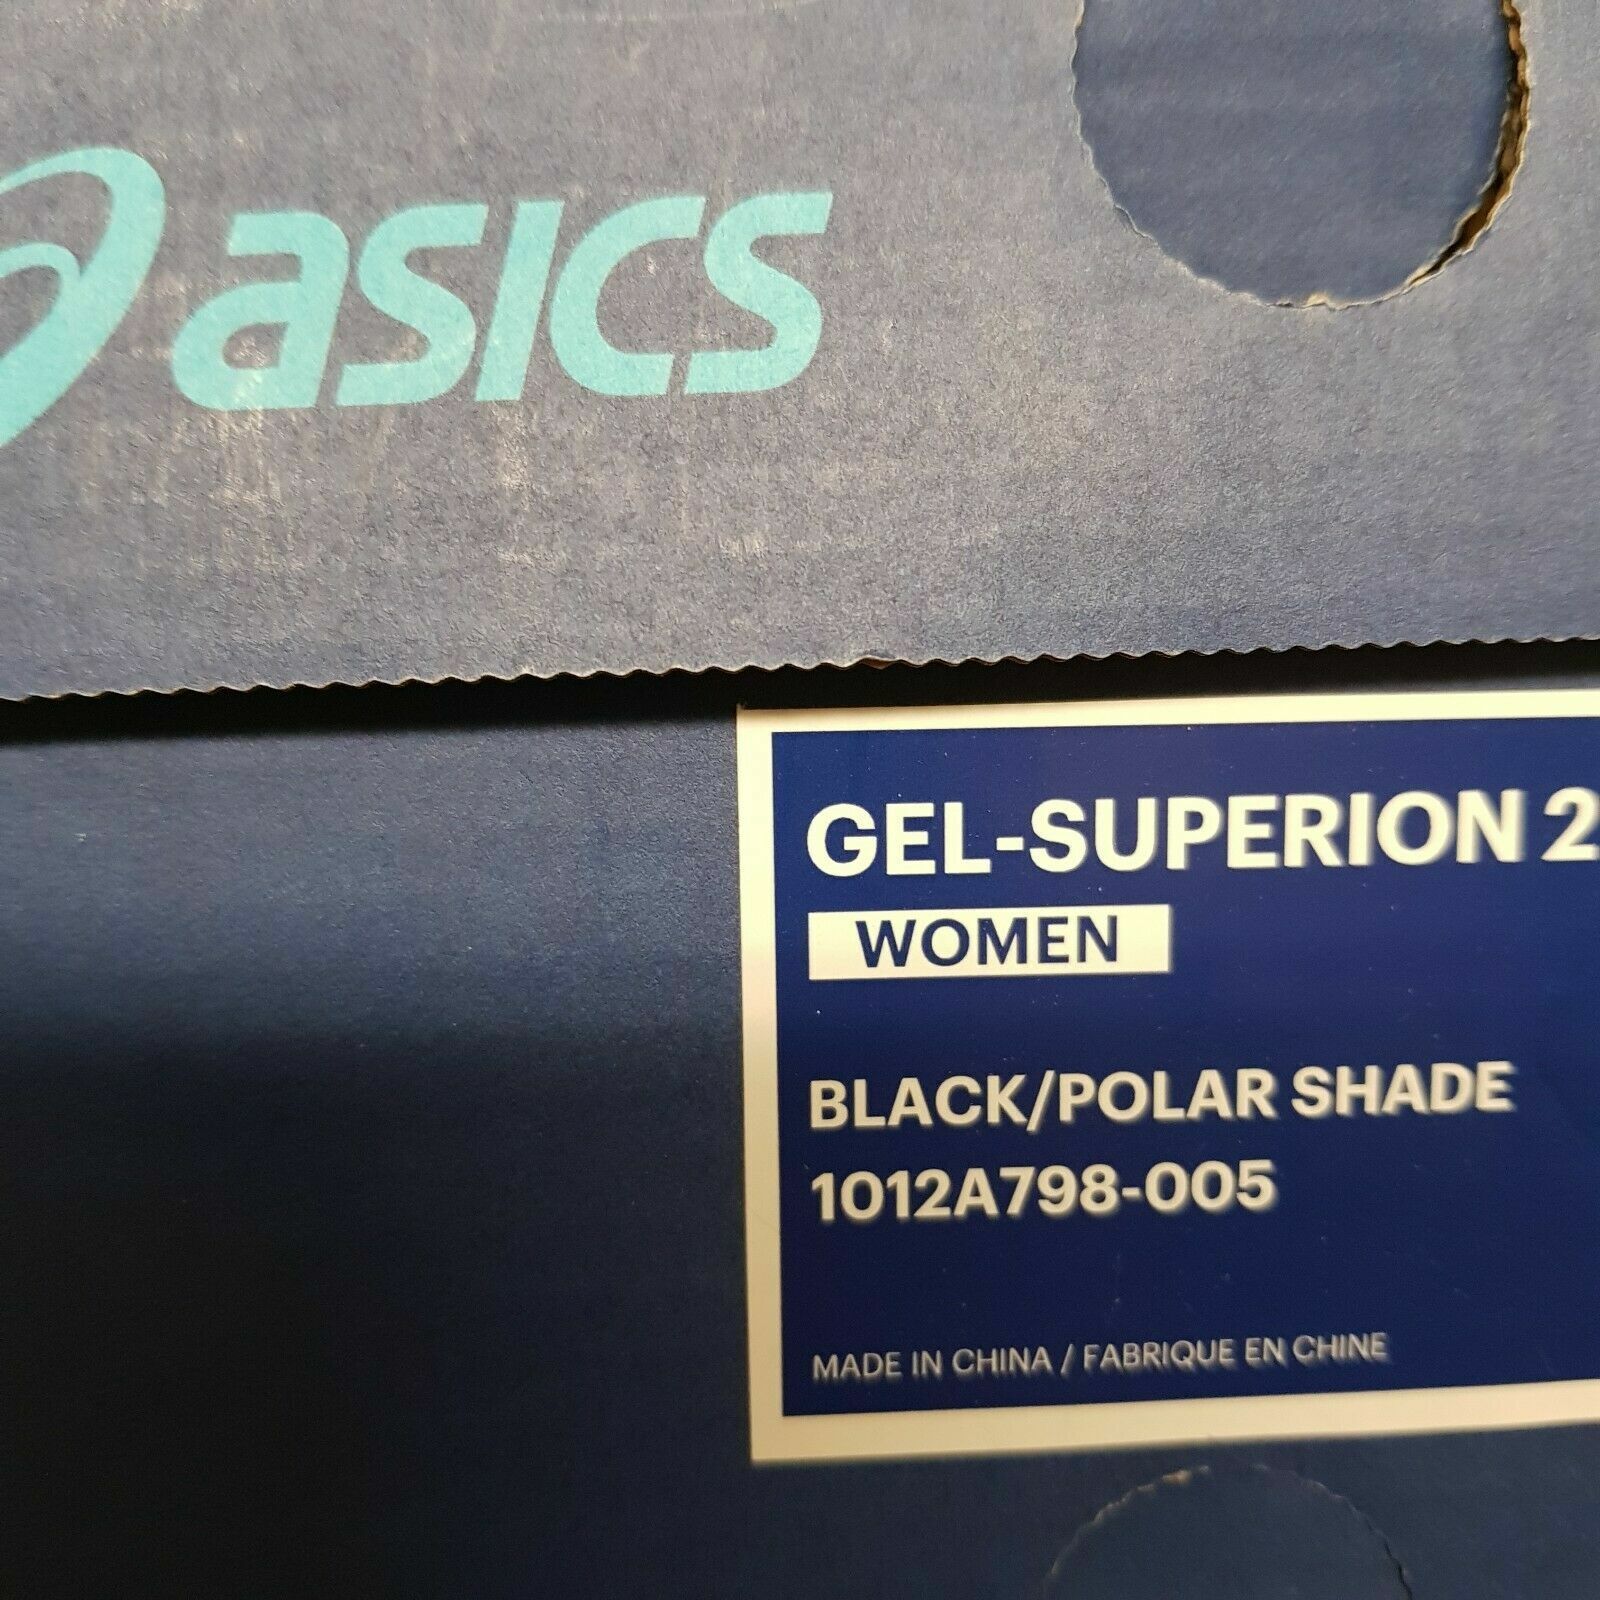 asics
GEL-SUPERION 2
WOMEN
BLACK/POLAR SHADE
1012A798-005
MADE IN CHINA / FABRIQUE EN CHINE